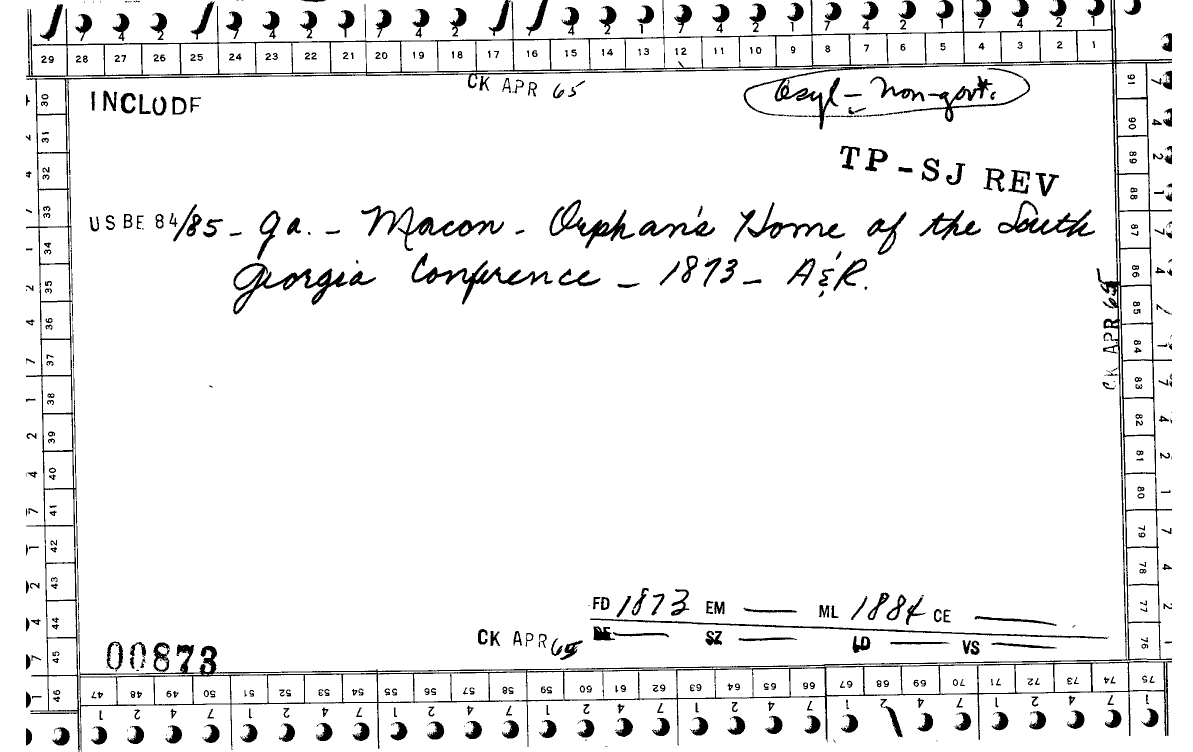 29 28 27 26 25 24 23 22 21 20 19 18 17 16 15 14 13 12 11 10 9 8 7 6 5 4 3 2 1
CK APR 65
INCLUDE
Asyl - Non-govt.
TP-SJ REV
USBE 84/85 - Ga. - Macon - Orphan's Home of the South
Georgia Conference - 1873 - A&R.
CK APR 65
FD 1873 EM — ML 1884 CE —
SZ — LD — VS —
CK APR 65
00873
30 31 32 33 34 35 36 37 38 39 40 41 42 43 44 45 46
91 90 89 88 87 86 85 84 83 82 81 80 79 78 77 76
47 48 49 50 51 52 53 54 55 56 57 58 59 60 61 62 63 64 65 66 67 68 69 70 71 72 73 74 75